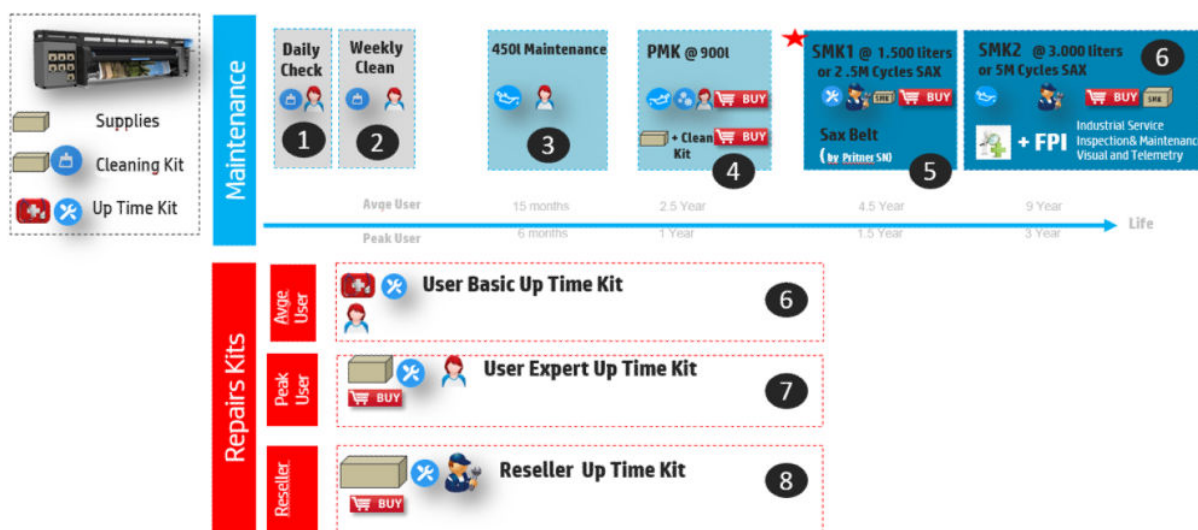 Supplies
Cleaning Kit
Up Time Kit
Maintenance
Daily
Check
1
Weekly
Clean
2
450l Maintenance
3
PMK @ 900l
BUY
+ Clean
Kit
BUY
4
SMK1 @ 1.500 liters
or 2 .5M Cycles SAX
SMK
BUY
Sax Belt
( by Pritner SN)
5
SMK2 @ 3.000 liters
or 5M Cycles SAX
6
BUY
SMK
+ FPI
Industrial Service
Inspection& Maintenance
Visual and Telemetry
Avge User
15 months
2.5 Year
4.5 Year
9 Year
Life
Peak User
6 months
1 Year
1.5 Year
3 Year
Repairs Kits
Avge
User
User Basic Up Time Kit
6
Peak
User
User Expert Up Time Kit
BUY
7
Reseller
Reseller Up Time Kit
BUY
8